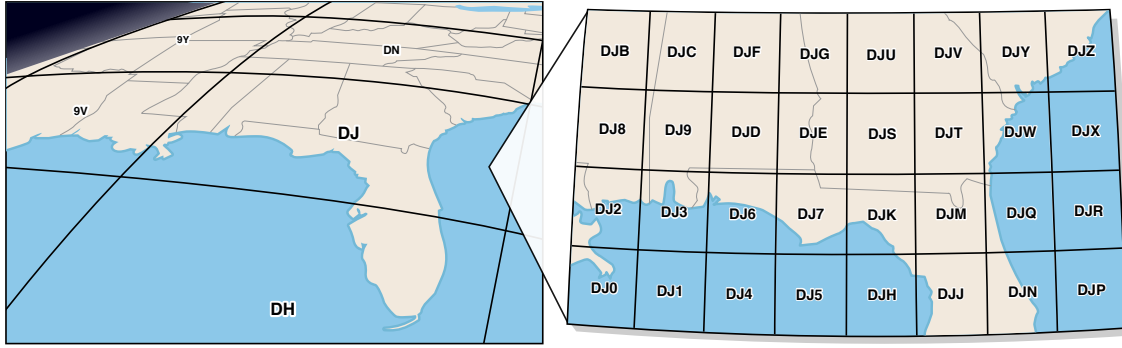 9Y
DN
9V
DJ
DH
DJB DJC DJF DJG DJU DJV DJY DJZ
DJ8 DJ9 DJD DJE DJS DJT DJW DJX
DJ2 DJ3 DJ6 DJ7 DJK DJM DJQ DJR
DJ0 DJ1 DJ4 DJ5 DJH DJJ DJN DJP